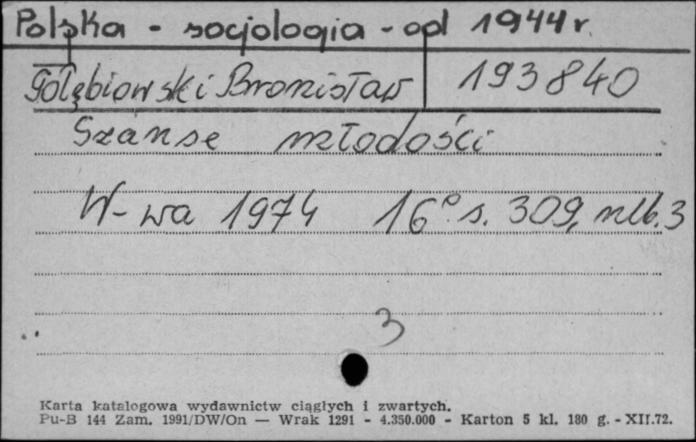 Polska - socjologia - od 1944 r.
Gołębiowski Bronisław 193840
Szanse młodości
W-wa 1974 16° s. 309, nlb. 3
3
Karta katalogowa wydawnictw ciągłych i zwartych.
Pu-B 144 Zam. 1991/DW/On — Wrak 1291 - 4.350.000 - Karton 5 kl. 180 g. - XII.72.